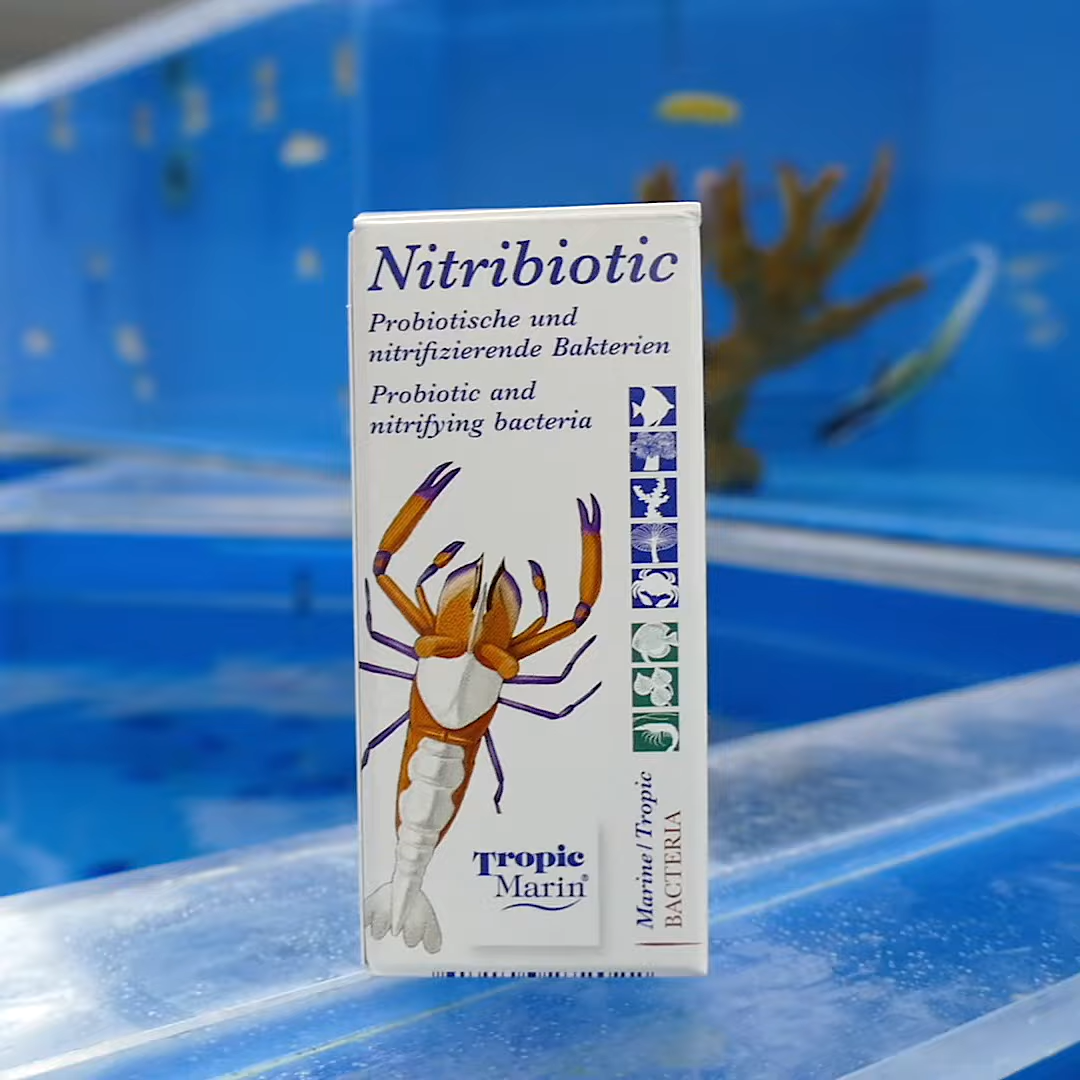 Nitribiotic
Probiotische und
nitrifizierende Bakterien
Probiotic and
nitrifying bacteria
Tropic
Marin®
Marine/Tropic
BACTERIA